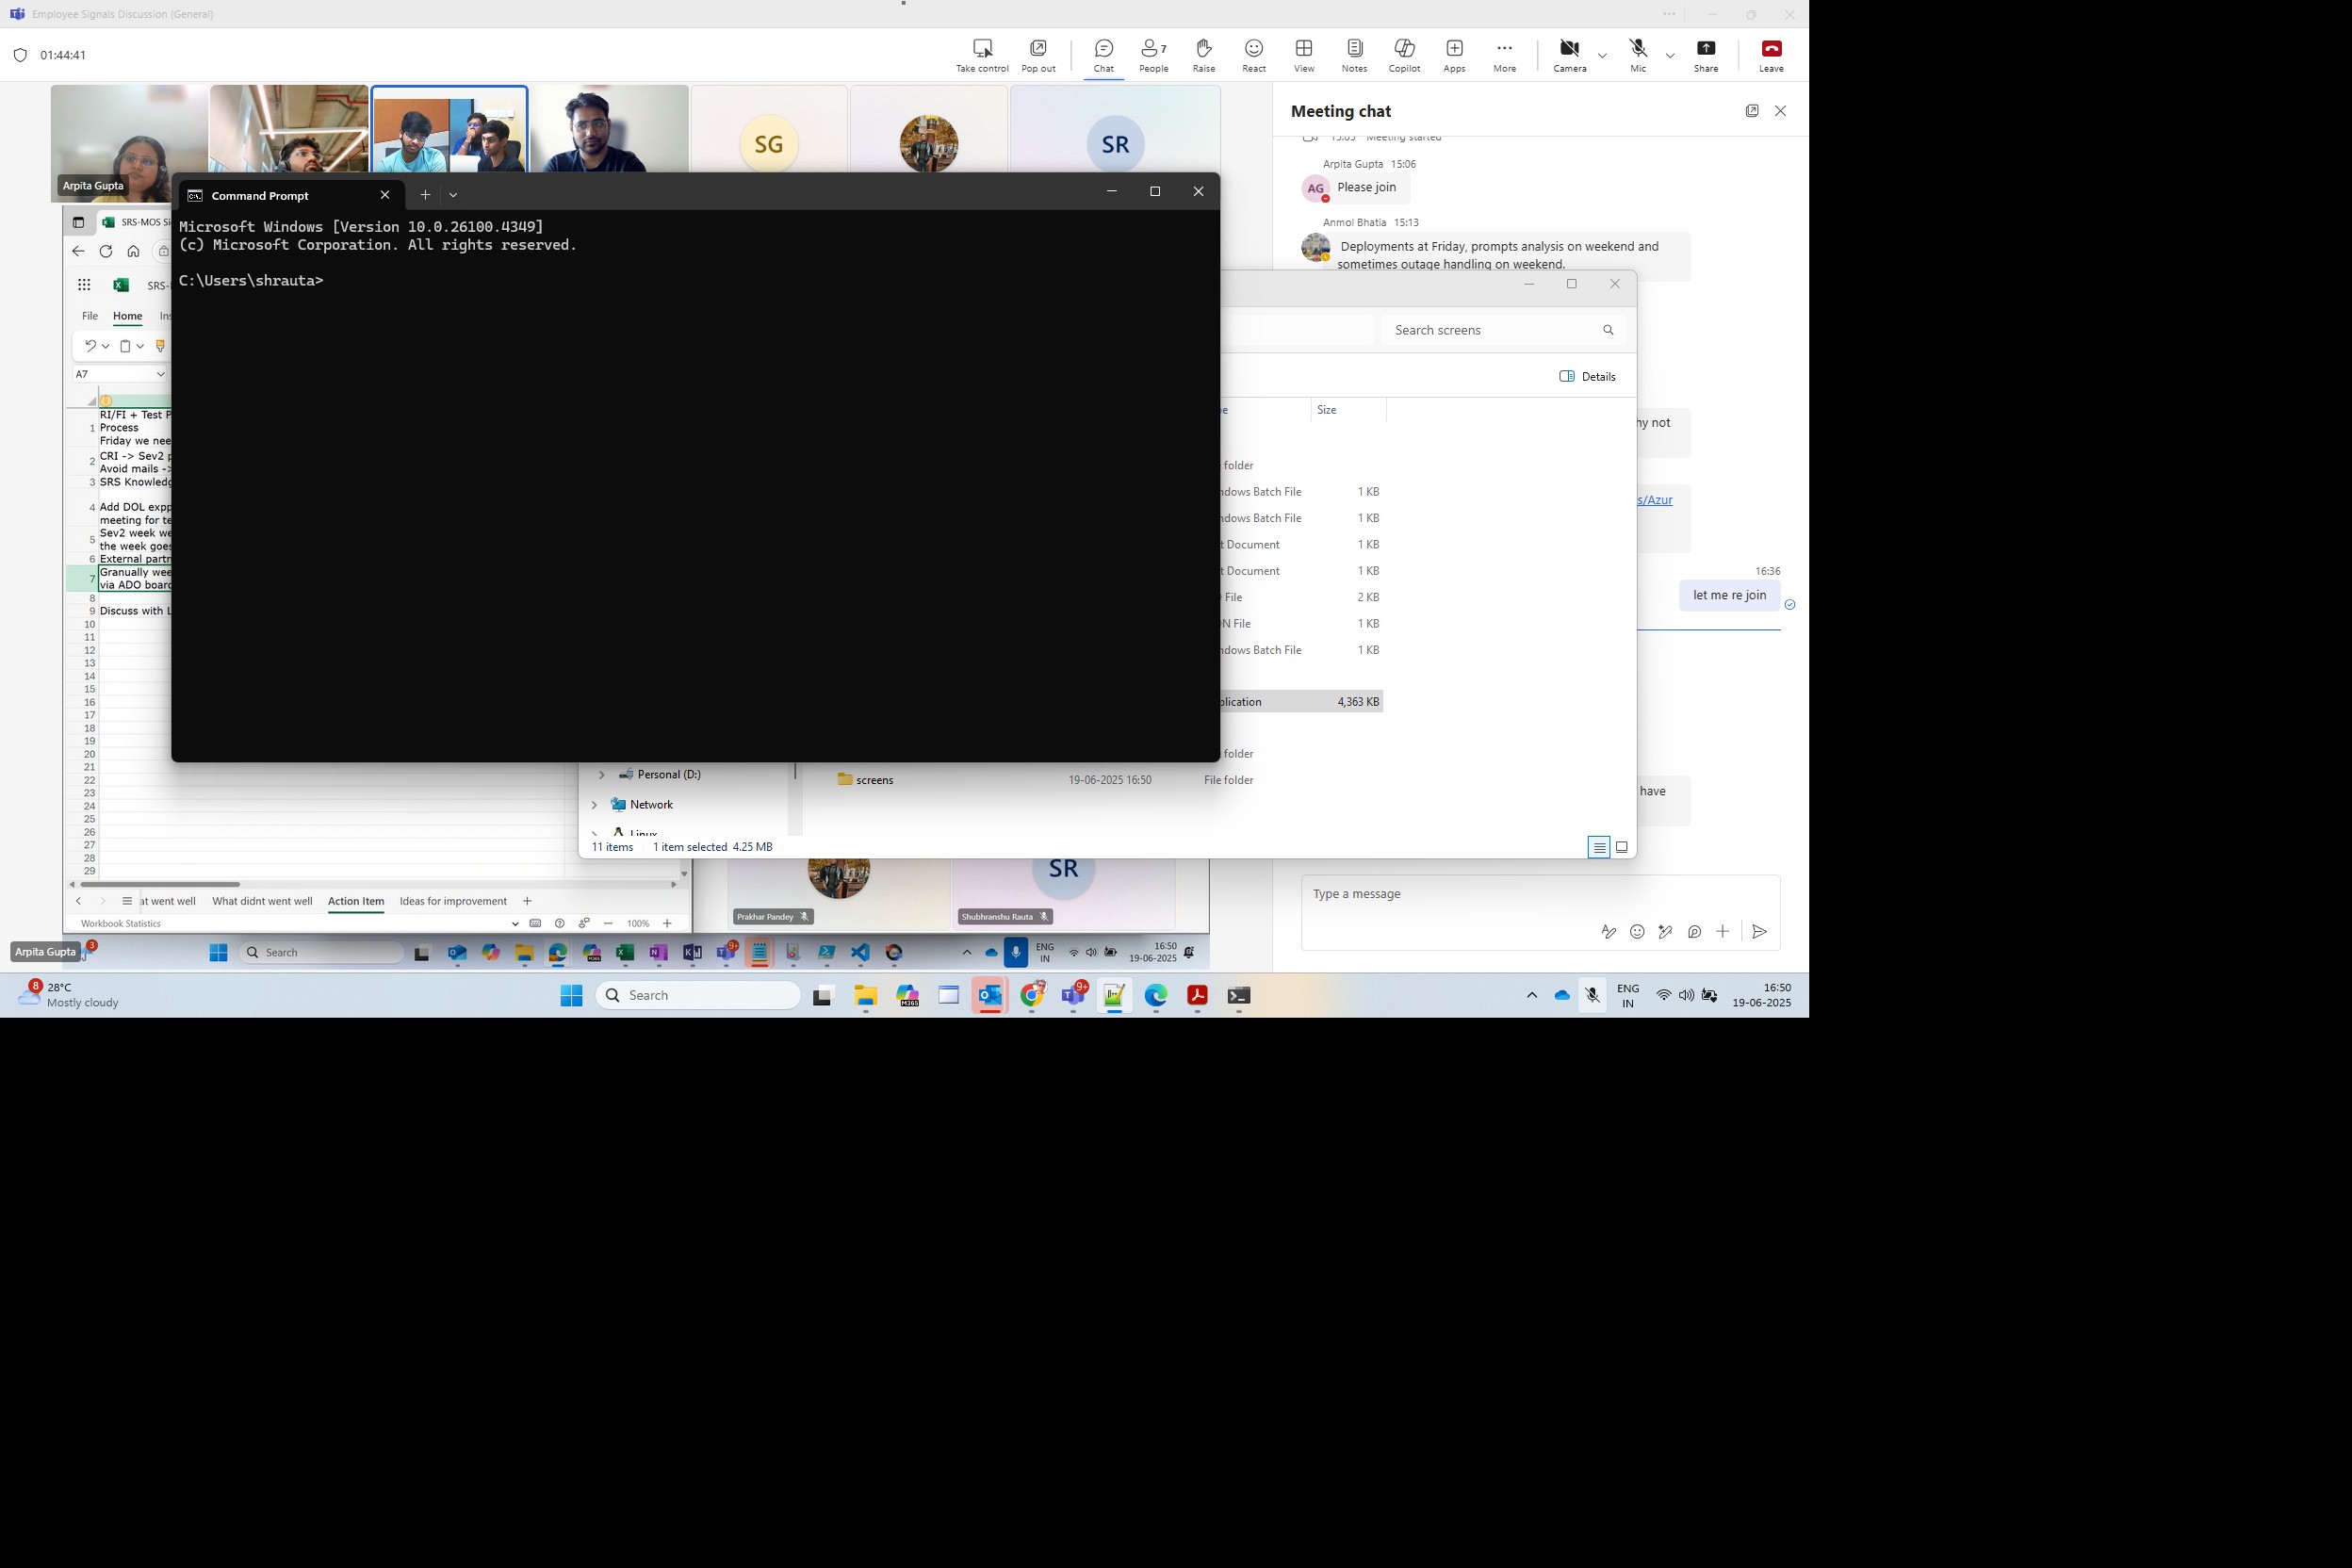 Employee Signals Discussion (General)
01:44:41
Take control
Pop out
Chat
7
People
Raise
React
View
Notes
Copilot
Apps
More
Camera
Mic
Share
Leave
SG
SR
Arpita Gupta
Meeting chat
15:05 Meeting started
Arpita Gupta 15:06
AG
Please join
Anmol Bhatia 15:13
Deployments at Friday, prompts analysis on weekend and
sometimes outage handling on weekend.
hy not
s/Azur
16:36
let me re join
have
Type a message
Command Prompt
Microsoft Windows [Version 10.0.26100.4349]
(c) Microsoft Corporation. All rights reserved.
C:\Users\shrauta>
SRS-MOS Si
SRS-
File Home Ins
A7
1 RI/FI + Test P
Process
Friday we nee
2 CRI -> Sev2 p
Avoid mails ->
3 SRS Knowledg
4 Add DOL expp
meeting for te
5 Sev2 week we
the week goes
6 External partn
7 Granually wee
via ADO board
8
9 Discuss with L
10
11
12
13
14
15
16
17
18
19
20
21
22
23
24
25
26
27
28
29
at went well What didnt went well Action Item Ideas for improvement
Workbook Statistics 100%
Search screens
Details
pe Size
folder
ndows Batch File 1 KB
ndows Batch File 1 KB
t Document 1 KB
t Document 1 KB
File 2 KB
N File 1 KB
ndows Batch File 1 KB
plication 4,363 KB
folder
screens 19-06-2025 16:50 File folder
Personal (D:)
Network
Linux
11 items 1 item selected 4.25 MB
SR
Prakhar Pandey
Shubhranshu Rauta
Arpita Gupta
3
Search
M365
9+
ENG
IN
16:50
19-06-2025
8
28°C
Mostly cloudy
Search
M365
9+
ENG
IN
16:50
19-06-2025